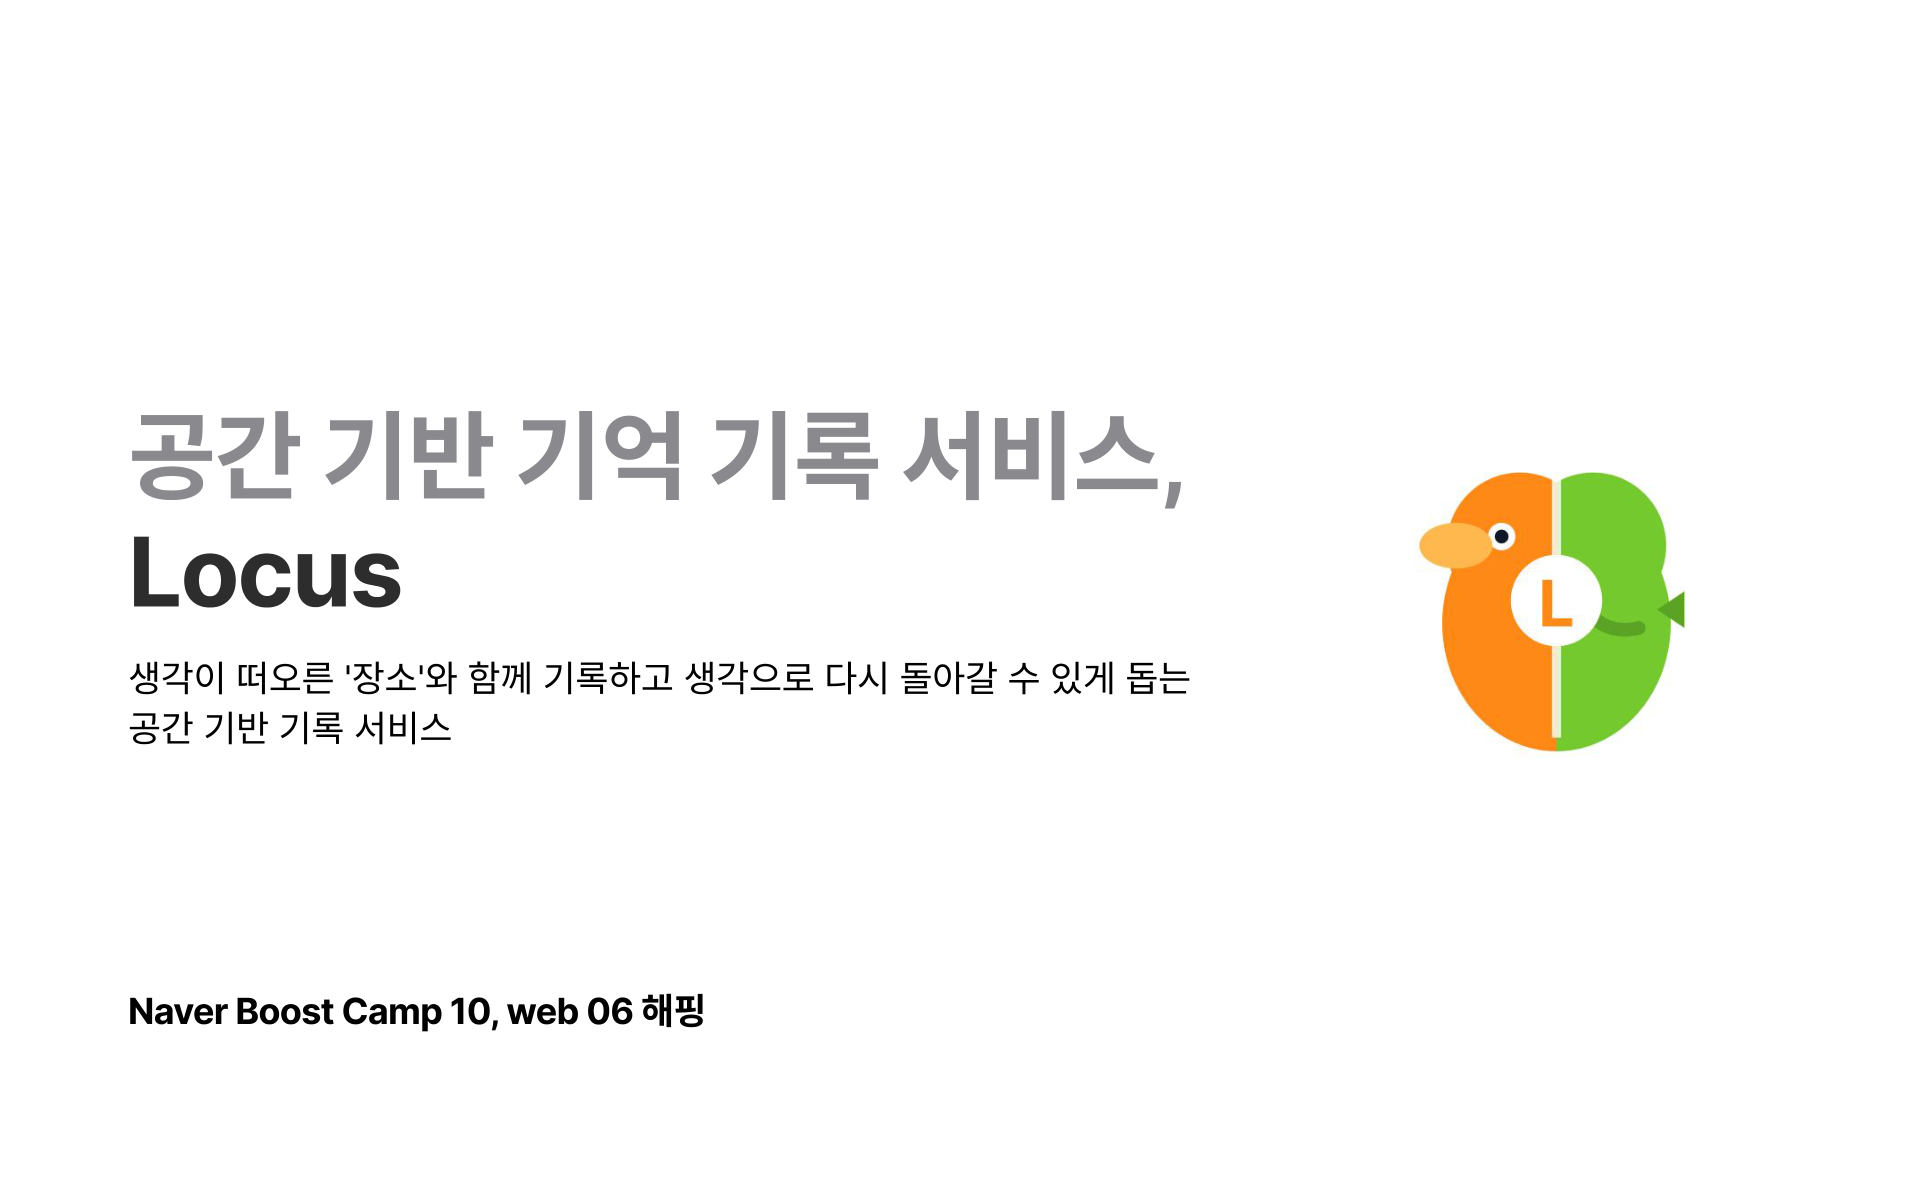 공간 기반 기억 기록 서비스,
Locus
생각이 떠오른 '장소'와 함께 기록하고 생각으로 다시 돌아갈 수 있게 돕는
공간 기반 기록 서비스
L
Naver Boost Camp 10, web 06 해핑